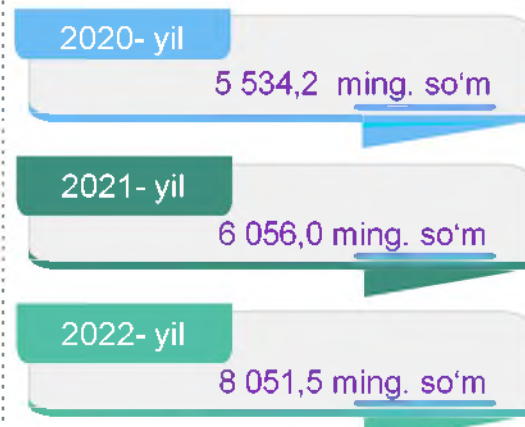 2020- yil
5 534,2 ming. so‘m
2021- yil
6 056,0 ming. so‘m
2022- yil
8 051,5 ming. so‘m